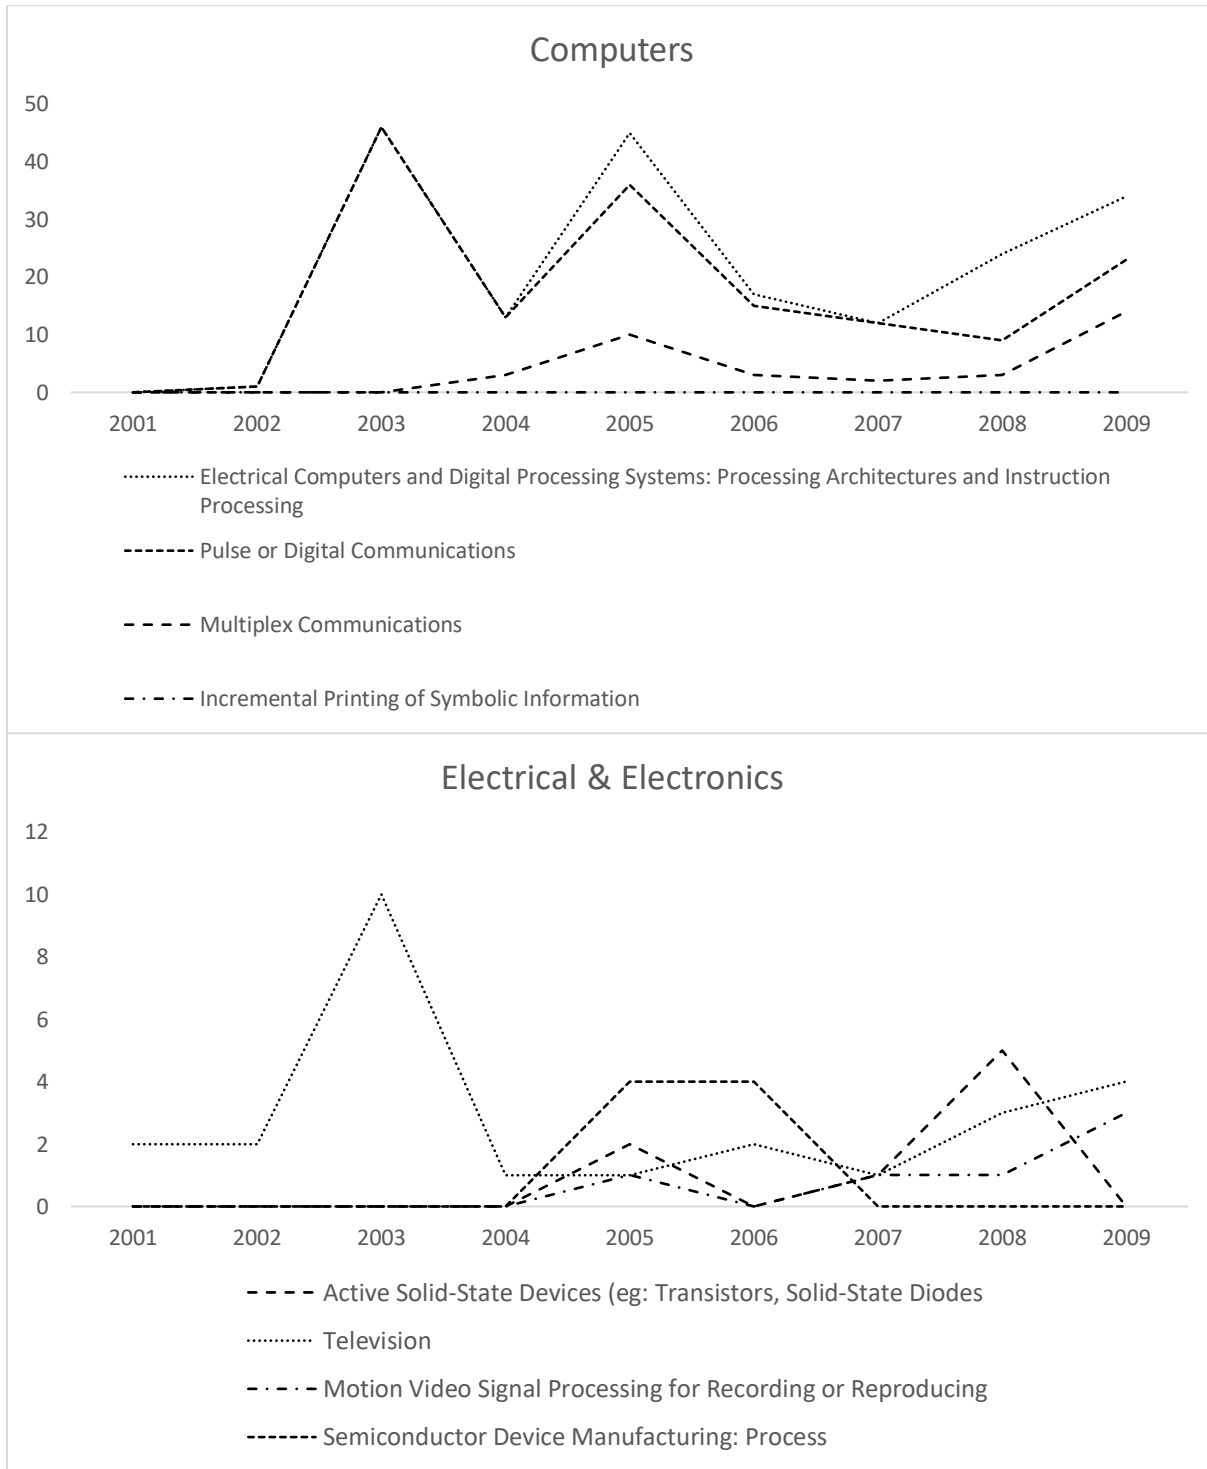 Computers
50
40
30
20
10
0
2001 2002 2003 2004 2005 2006 2007 2008 2009
Electrical Computers and Digital Processing Systems: Processing Architectures and Instruction
Processing
Pulse or Digital Communications
Multiplex Communications
Incremental Printing of Symbolic Information
Electrical & Electronics
12
10
8
6
4
2
0
2001 2002 2003 2004 2005 2006 2007 2008 2009
Active Solid-State Devices (eg: Transistors, Solid-State Diodes
Television
Motion Video Signal Processing for Recording or Reproducing
Semiconductor Device Manufacturing: Process